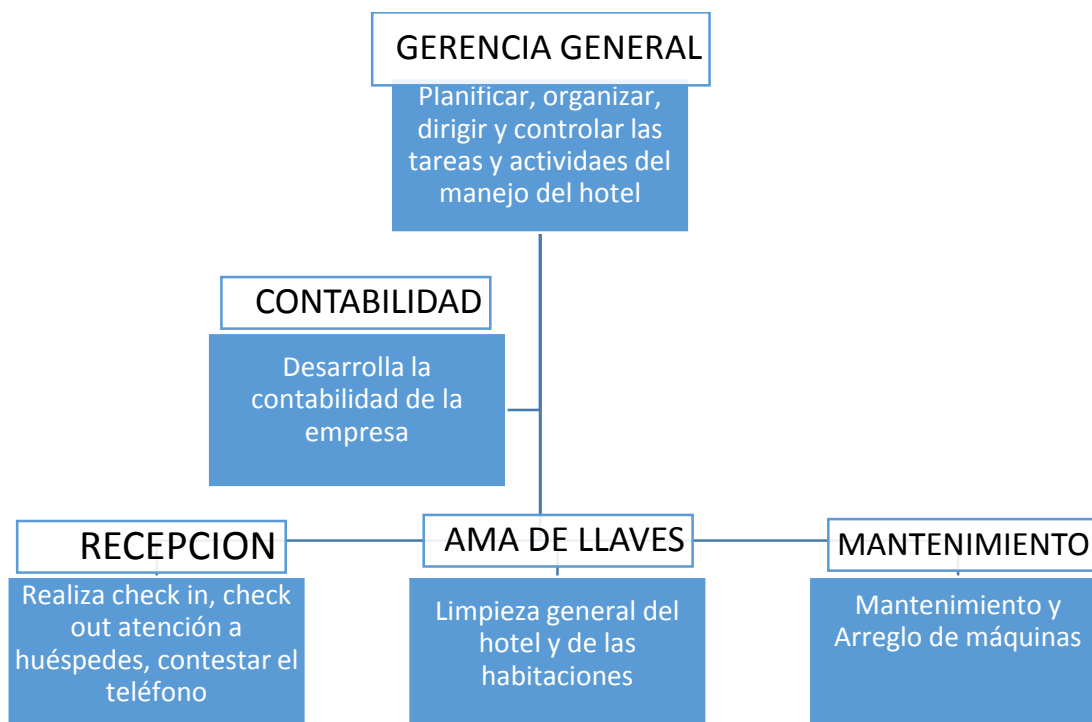 GERENCIA GENERAL
Planificar, organizar,
dirigir y controlar las
tareas y actividaes del
manejo del hotel
CONTABILIDAD
Desarrolla la
contabilidad de la
empresa
RECEPCION
Realiza check in, check
out atención a
huéspedes, contestar el
teléfono
AMA DE LLAVES
Limpieza general del
hotel y de las
habitaciones
MANTENIMIENTO
Mantenimiento y
Arreglo de máquinas